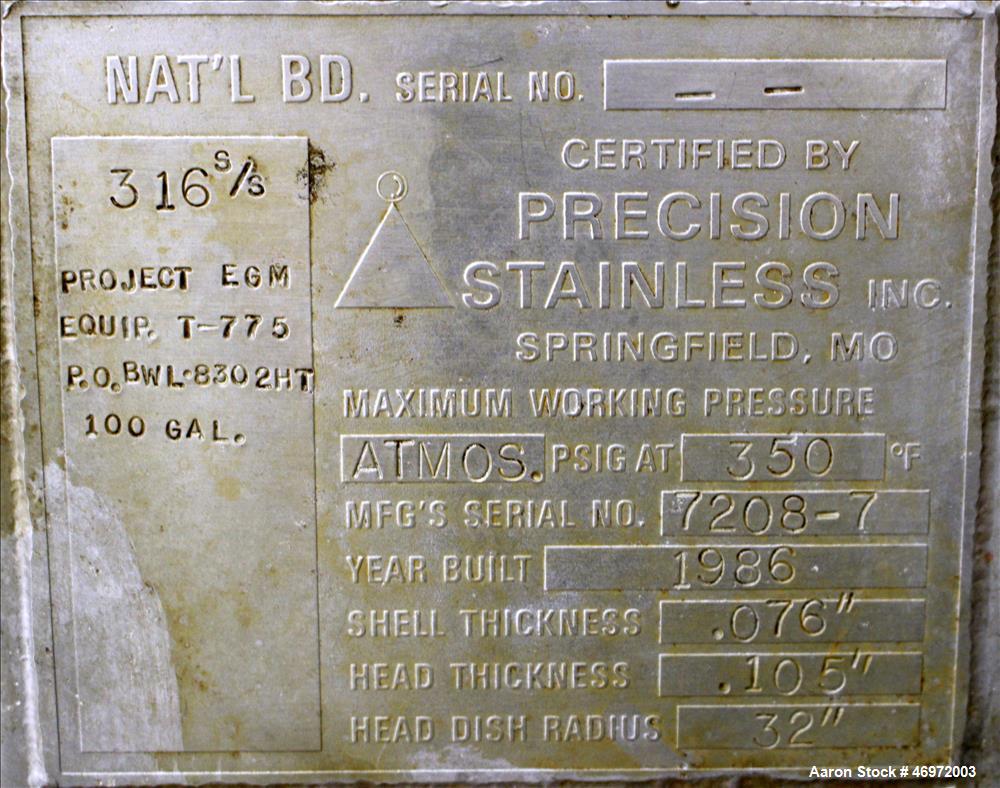 NAT'L BD. SERIAL NO. – –
316 S/S
PROJECT EGM
EQUIP. T-775
P.O. BWL-8302HT
100 GAL.
CERTIFIED BY
PRECISION
STAINLESS INC.
SPRINGFIELD, MO
MAXIMUM WORKING PRESSURE
ATMOS. PSIG AT 350 °F
MFG'S SERIAL NO. 7208-7
YEAR BUILT 1986
SHELL THICKNESS .076"
HEAD THICKNESS .105"
HEAD DISH RADIUS 32"
Aaron Stock # 46972003